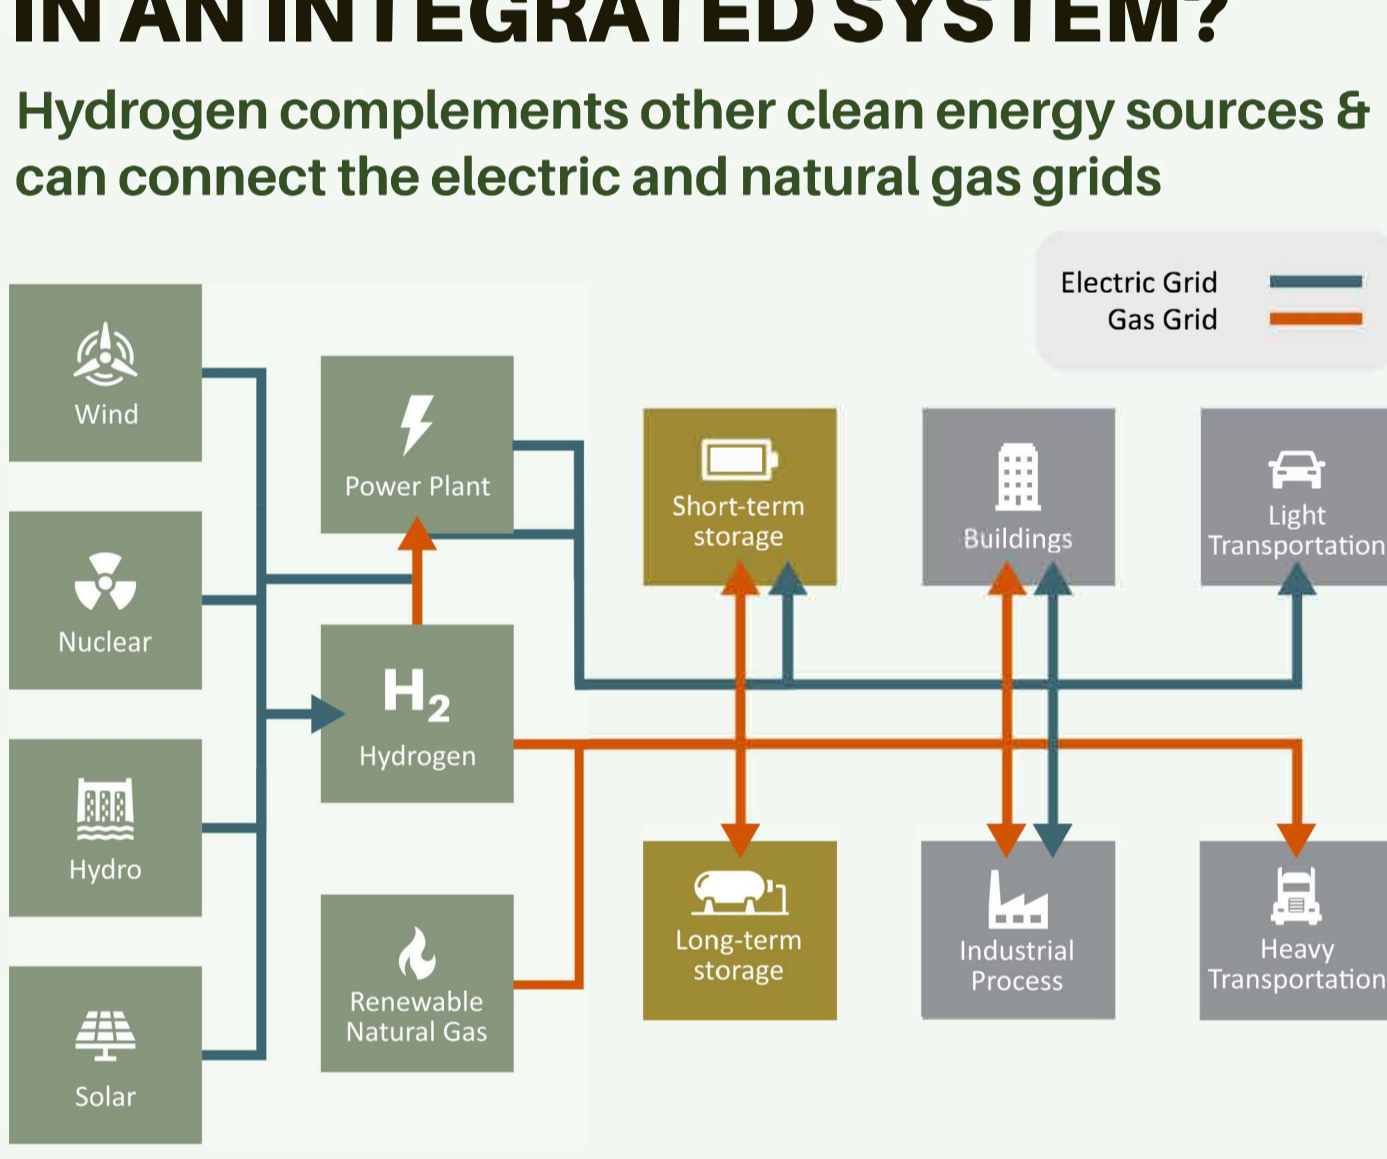 IN AN INTEGRATED SYSTEM?
Hydrogen complements other clean energy sources &
can connect the electric and natural gas grids
Electric Grid
Gas Grid
Wind
Nuclear
Hydro
Solar
Power Plant
H₂
Hydrogen
Renewable
Natural Gas
Short-term
storage
Long-term
storage
Buildings
Industrial
Process
Light
Transportation
Heavy
Transportation